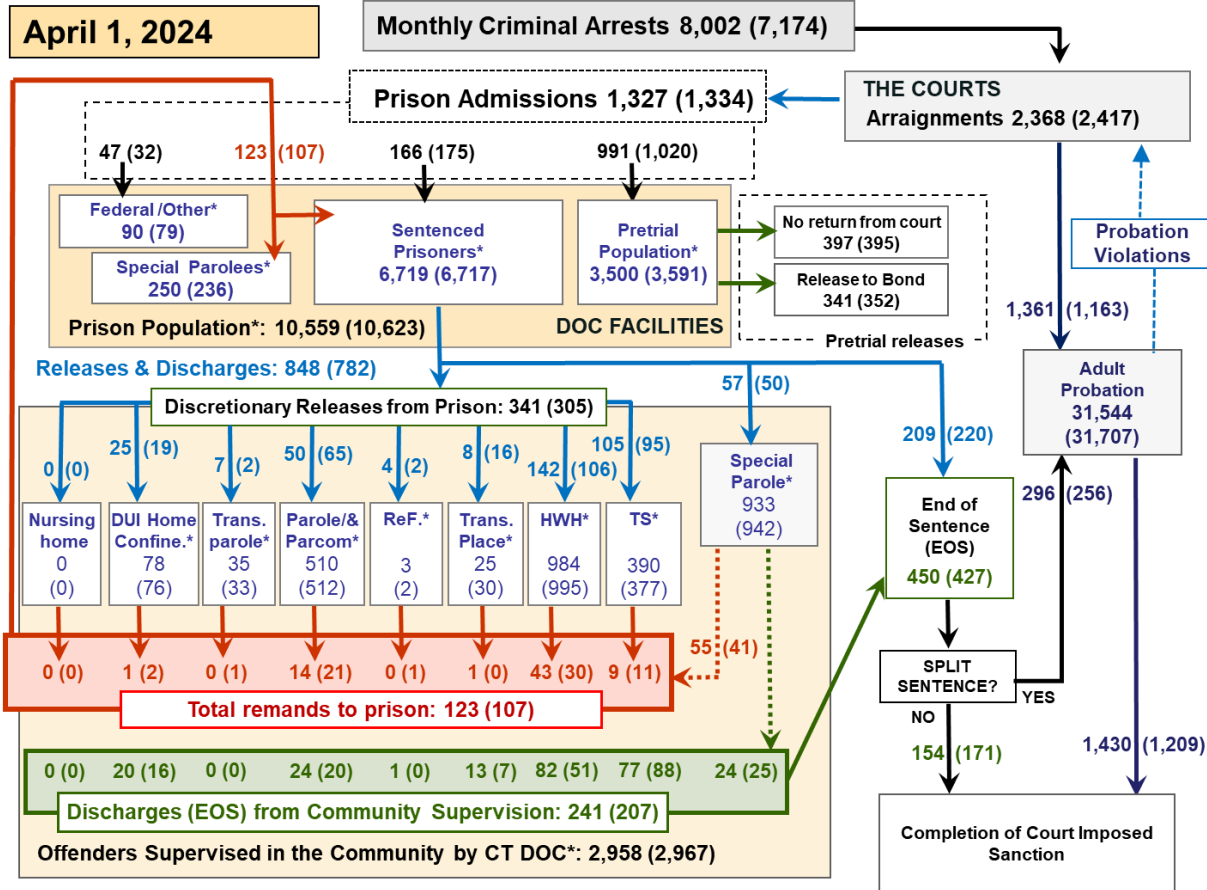 April 1, 2024
Monthly Criminal Arrests 8,002 (7,174)
THE COURTS
Arraignments 2,368 (2,417)
Prison Admissions 1,327 (1,334)
47 (32)
123 (107)
166 (175)
991 (1,020)
Federal /Other*
90 (79)
Special Parolees*
250 (236)
Sentenced
Prisoners*
6,719 (6,717)
Pretrial
Population*
3,500 (3,591)
No return from court
397 (395)
Release to Bond
341 (352)
Pretrial releases
Prison Population*: 10,559 (10,623)
DOC FACILITIES
Probation
Violations
1,361 (1,163)
Adult
Probation
31,544
(31,707)
Releases & Discharges: 848 (782)
57 (50)
209 (220)
Discretionary Releases from Prison: 341 (305)
0 (0)
25 (19)
7 (2)
50 (65)
4 (2)
8 (16)
142 (106)
105 (95)
Nursing
home
0
(0)
DUI Home
Confine.*
78
(76)
Trans.
parole*
35
(33)
Parole/&
Parcom*
510
(512)
ReF.*
3
(2)
Trans.
Place*
25
(30)
HWH*
984
(995)
TS*
390
(377)
Special
Parole*
933
(942)
End of
Sentence
(EOS)
450 (427)
296 (256)
0 (0)
1 (2)
0 (1)
14 (21)
0 (1)
1 (0)
43 (30)
9 (11)
55 (41)
Total remands to prison: 123 (107)
SPLIT
SENTENCE?
YES
NO
154 (171)
1,430 (1,209)
0 (0)
20 (16)
0 (0)
24 (20)
1 (0)
13 (7)
82 (51)
77 (88)
24 (25)
Discharges (EOS) from Community Supervision: 241 (207)
Offenders Supervised in the Community by CT DOC*: 2,958 (2,967)
Completion of Court Imposed
Sanction